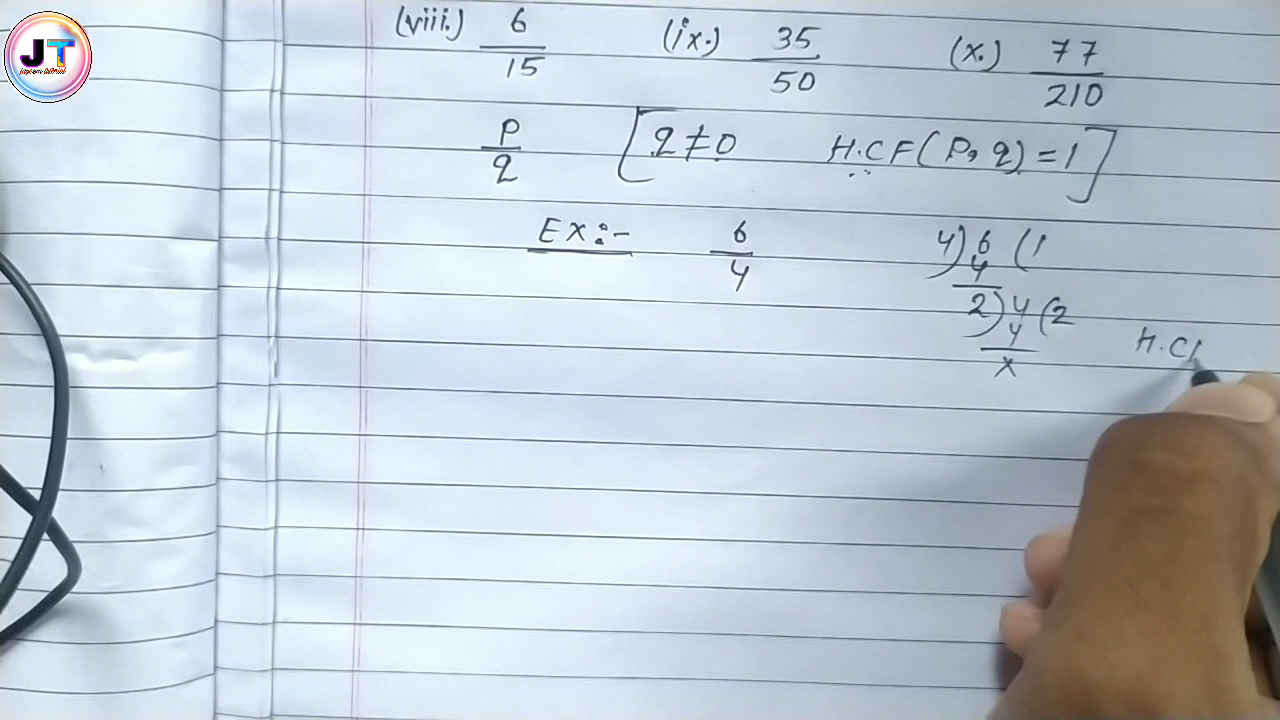 JT
(viii.) 6/15 (ix.) 35/50 (x.) 77/210
P/q [q ≠ 0 H.C.F(P, q) = 1]
Ex:- 6/4 4)6(1
4
2)4(2
4
x
H.C